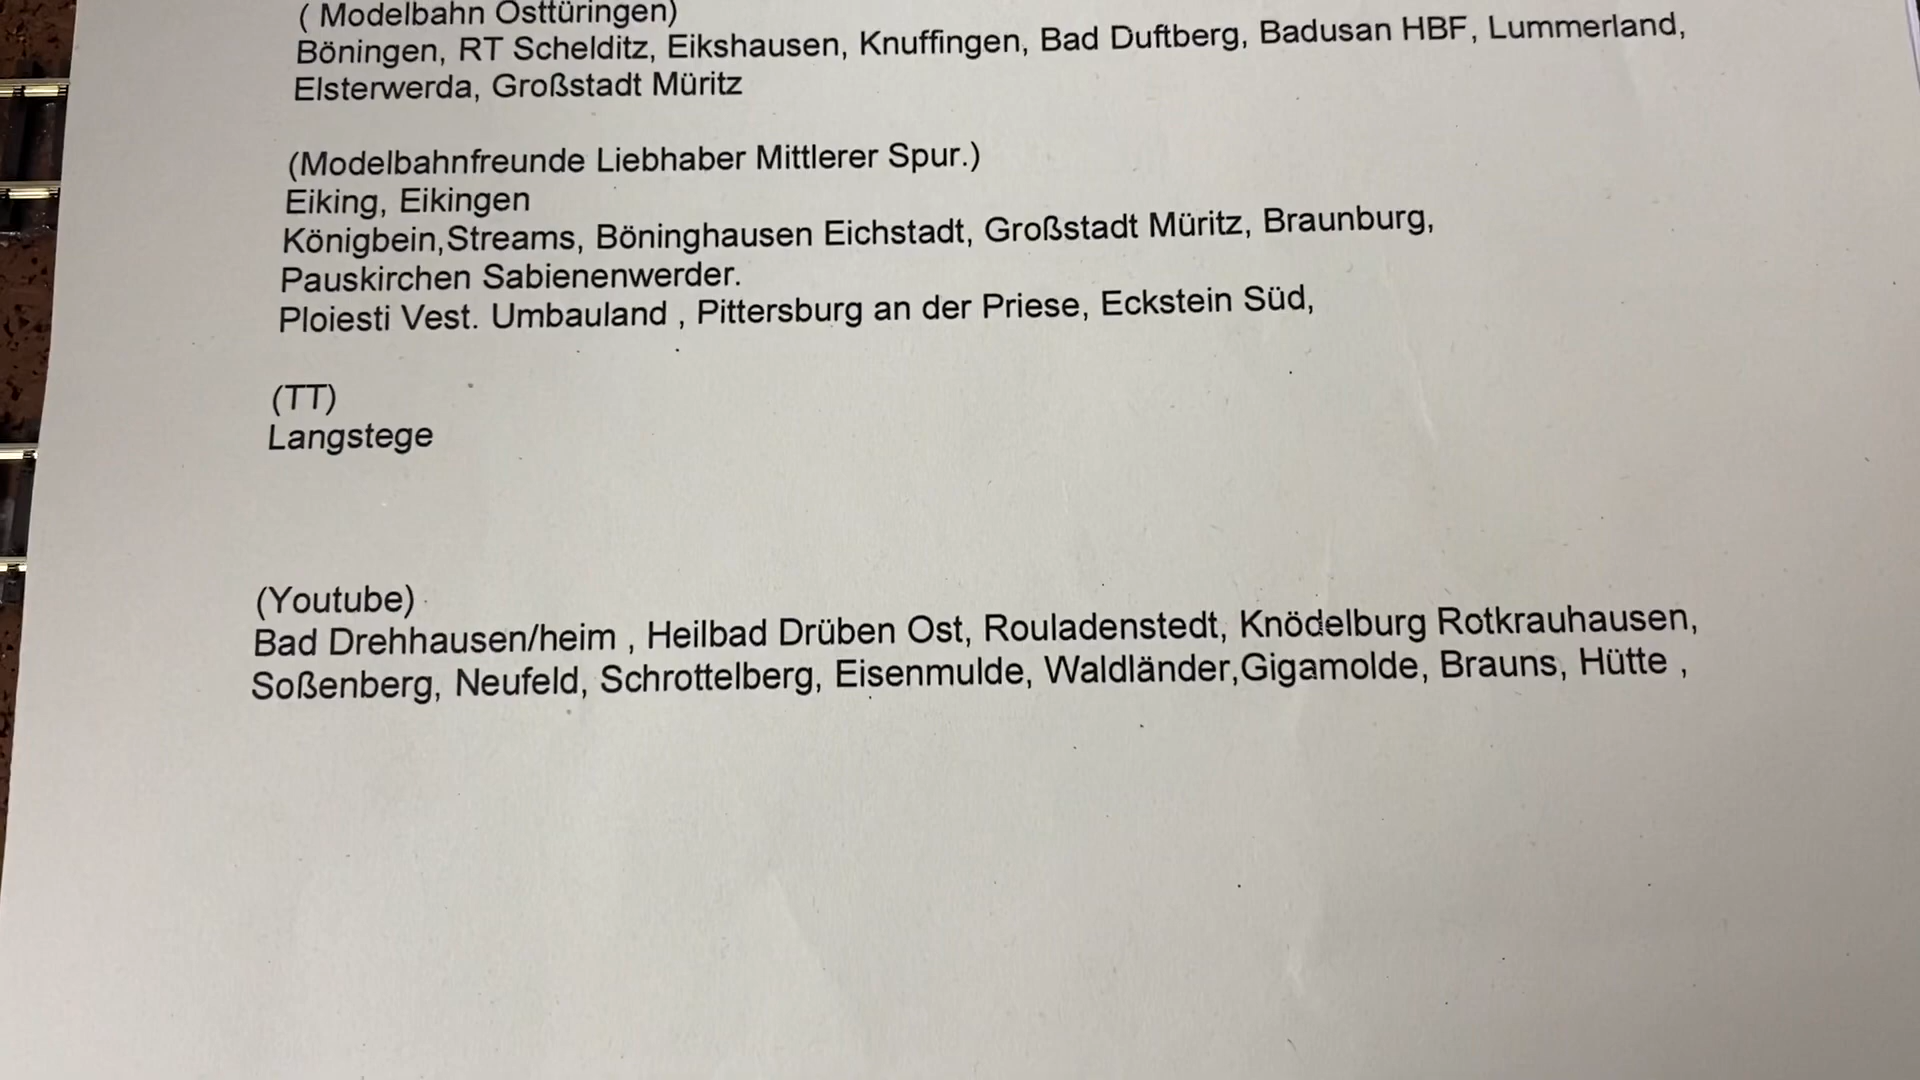 ( Modelbahn Osttüringen)
Böningen, RT Schelditz, Eikshausen, Knuffingen, Bad Duftberg, Badusan HBF, Lummerland,
Elsterwerda, Großstadt Müritz
(Modelbahnfreunde Liebhaber Mittlerer Spur.)
Eiking, Eikingen
Königbein,Streams, Böninghausen Eichstadt, Großstadt Müritz, Braunburg,
Pauskirchen Sabienenwerder.
Ploiesti Vest. Umbauland , Pittersburg an der Priese, Eckstein Süd,
(TT)
Langstege
(Youtube)
Bad Drehhausen/heim , Heilbad Drüben Ost, Rouladenstedt, Knödelburg Rotkrauhausen,
Soßenberg, Neufeld, Schrottelberg, Eisenmulde, Waldländer,Gigamolde, Brauns, Hütte ,